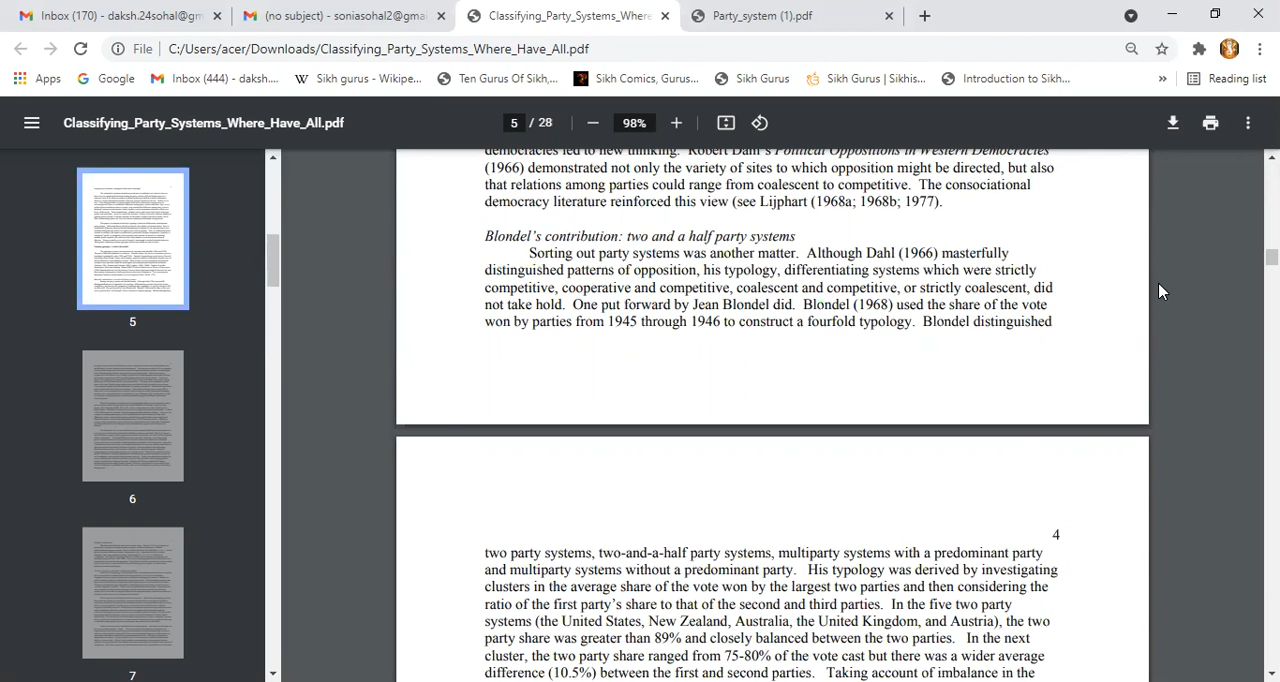 Inbox (170) - daksh.24sohal@gm
(no subject) - soniasohal2@gmai
Classifying_Party_Systems_Where
Party_system (1).pdf
File
C:/Users/acer/Downloads/Classifying_Party_Systems_Where_Have_All.pdf
Apps
Google
Inbox (444) - daksh....
Sikh gurus - Wikipe...
Ten Gurus Of Sikh,...
Sikh Comics, Gurus...
Sikh Gurus
Sikh Gurus | Sikhis...
Introduction to Sikh...
»
Reading list
Classifying_Party_Systems_Where_Have_All.pdf
5 / 28
98%
5
6
7
democracies led to new thinking. Robert Dahl's Political Oppositions in Western Democracies
(1966) demonstrated not only the variety of sites to which opposition might be directed, but also
that relations among parties could range from coalescent to competitive. The consociational
democracy literature reinforced this view (see Lijphart (1968a; 1968b; 1977).
Blondel's contribution: two and a half party systems
Sorting out party systems was another matter. Although Dahl (1966) masterfully
distinguished patterns of opposition, his typology, differentiating systems which were strictly
competitive, cooperative and competitive, coalescent and competitive, or strictly coalescent, did
not take hold. One put forward by Jean Blondel did. Blondel (1968) used the share of the vote
won by parties from 1945 through 1946 to construct a fourfold typology. Blondel distinguished
4
two party systems, two-and-a-half party systems, multiparty systems with a predominant party
and multiparty systems without a predominant party. This typology was derived by investigating
clusters in the average share of the vote won by the largest two parties and then considering the
ratio of the first party's share to that of the second and third parties. In the five two party
systems (the United States, New Zealand, Australia, the United Kingdom, and Austria), the two
party share was greater than 89% and closely balanced between the two parties. In the next
cluster, the two party share ranged from 75-80% of the vote cast but there was a wider average
difference (10.5%) between the first and second parties. Taking account of imbalance in the